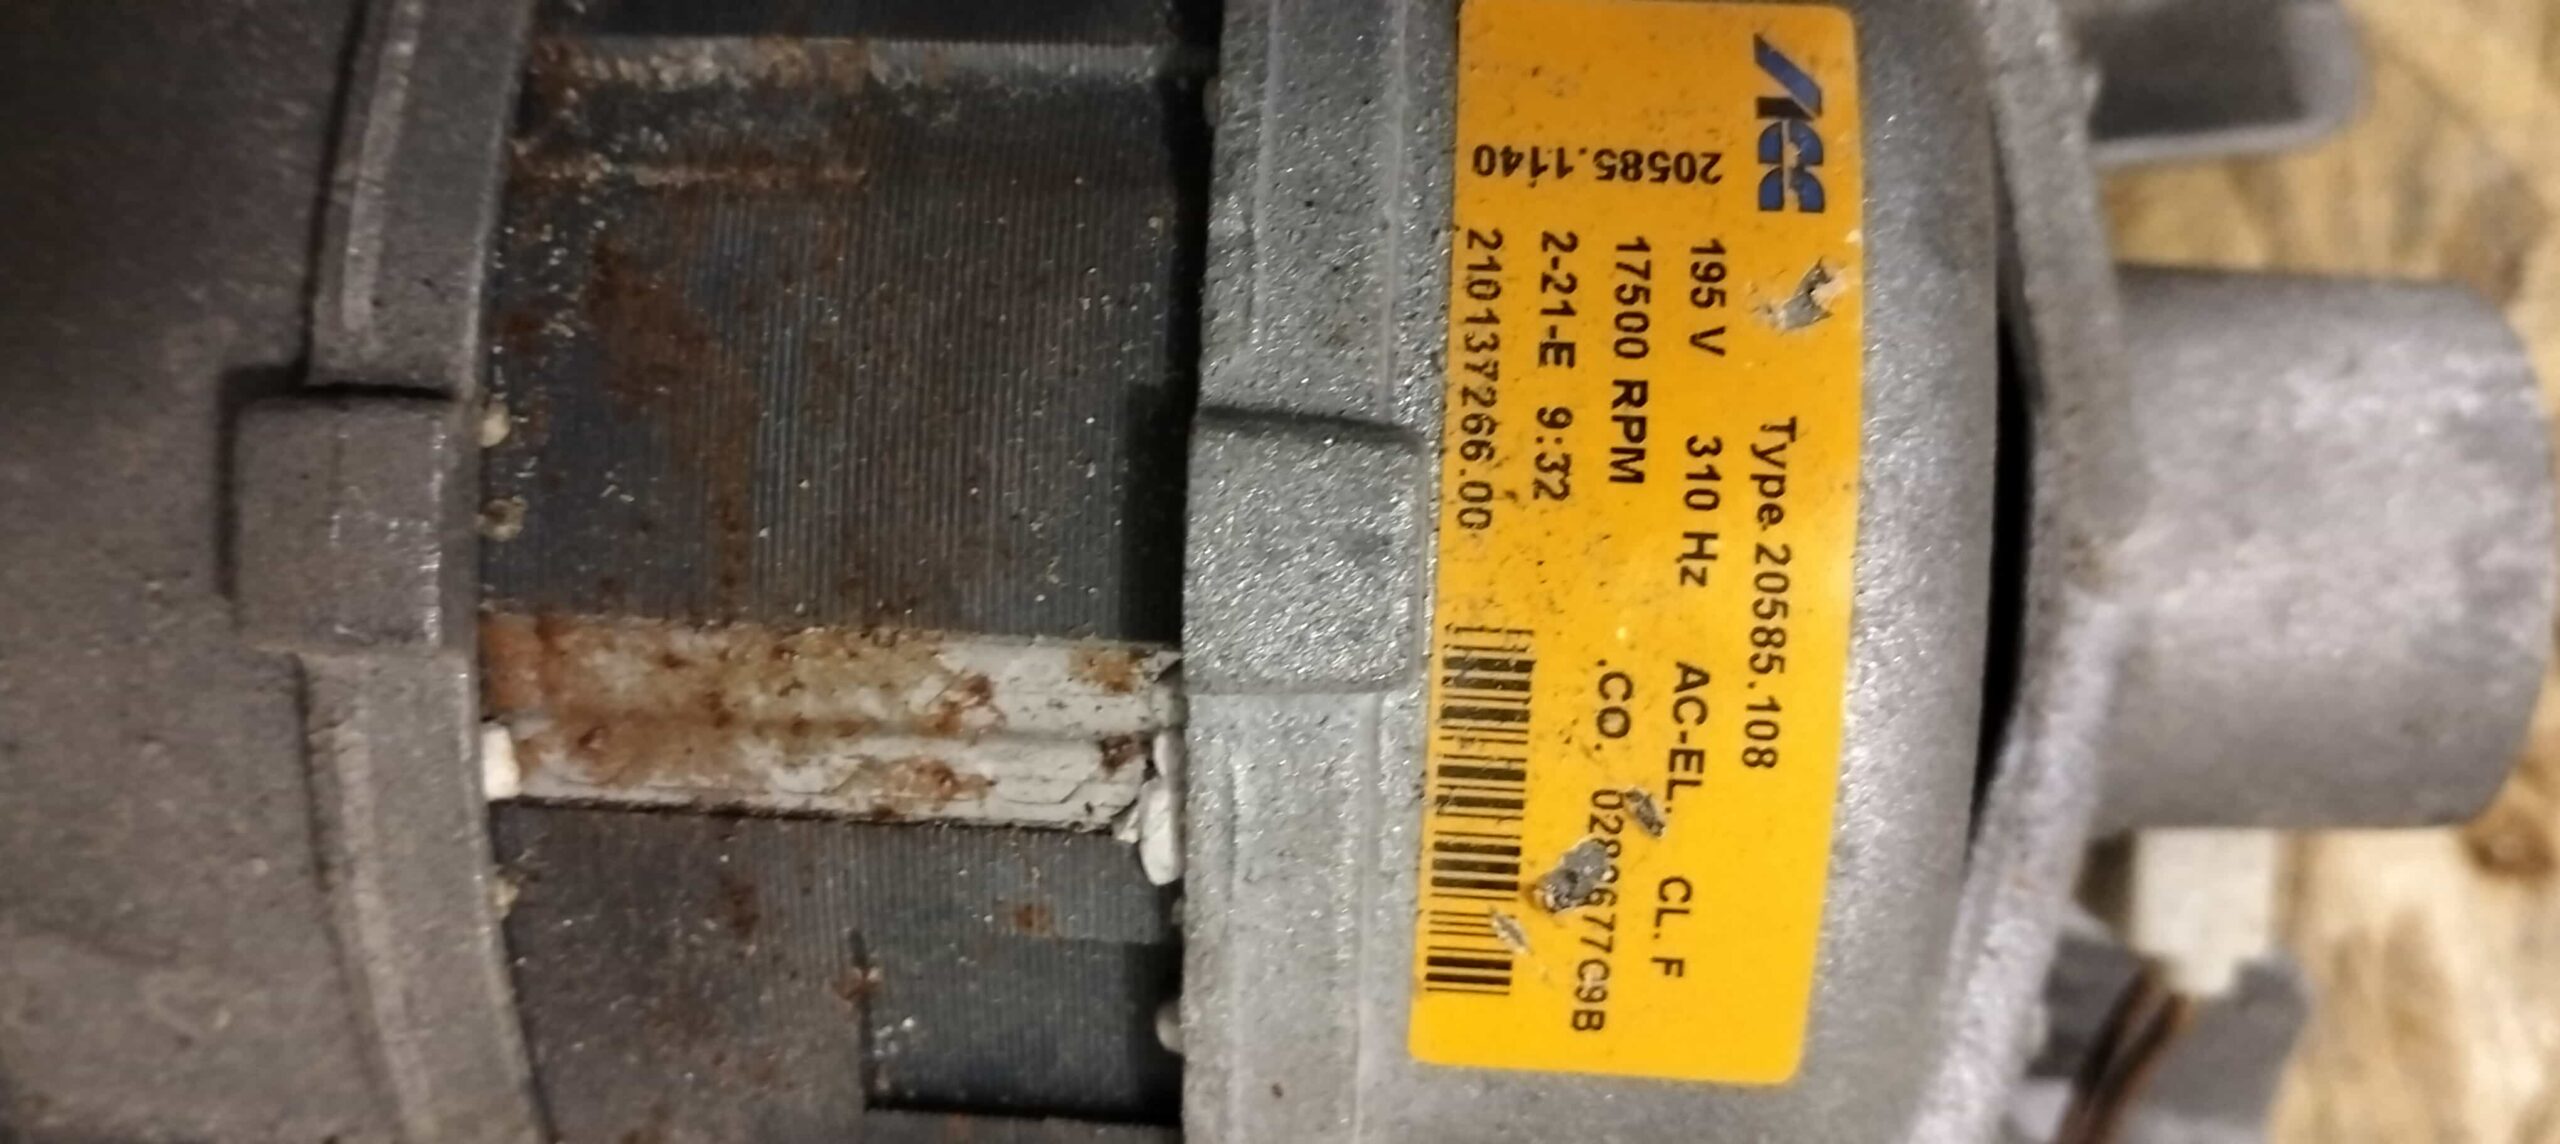 ACC
Type 20585.108
195 V 310 Hz AC-EL. CL. F
17500 RPM
.CO.
2-21-E 9:32
210137266.00
20585.1140